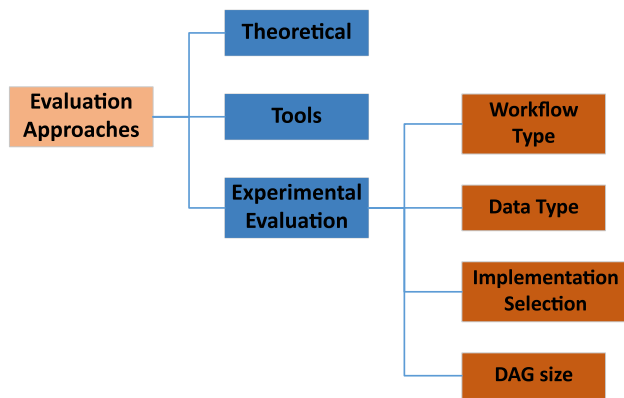 Theoretical
Evaluation
Approaches
Tools
Experimental
Evaluation
Workflow
Type
Data Type
Implementation
Selection
DAG size